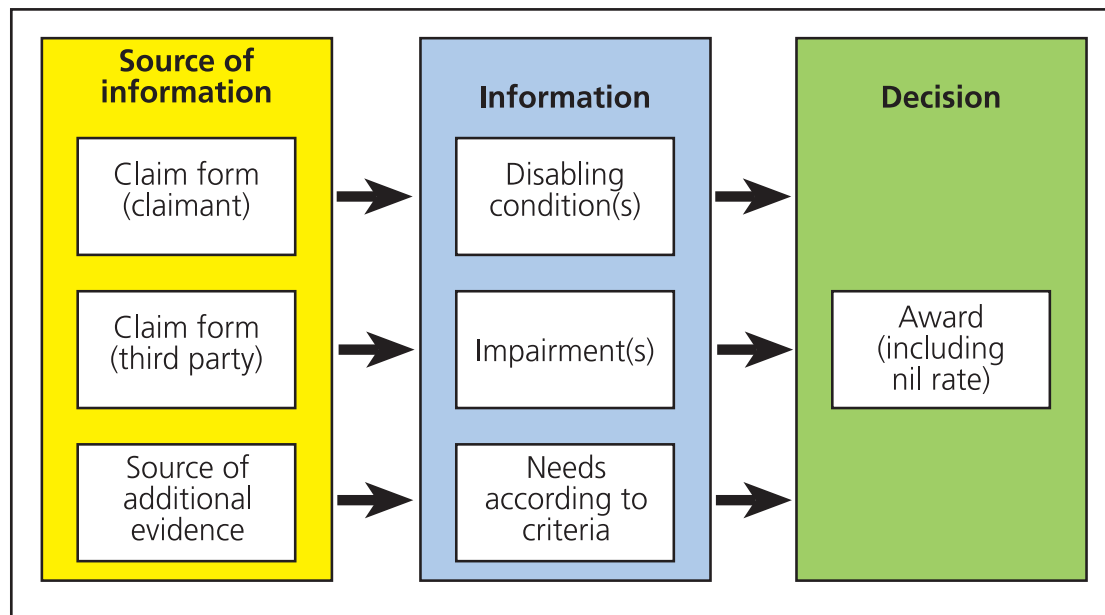 Source of
information
Claim form
(claimant)
Claim form
(third party)
Source of
additional
evidence
Information
Disabling
condition(s)
Impairment(s)
Needs
according to
criteria
Decision
Award
(including
nil rate)